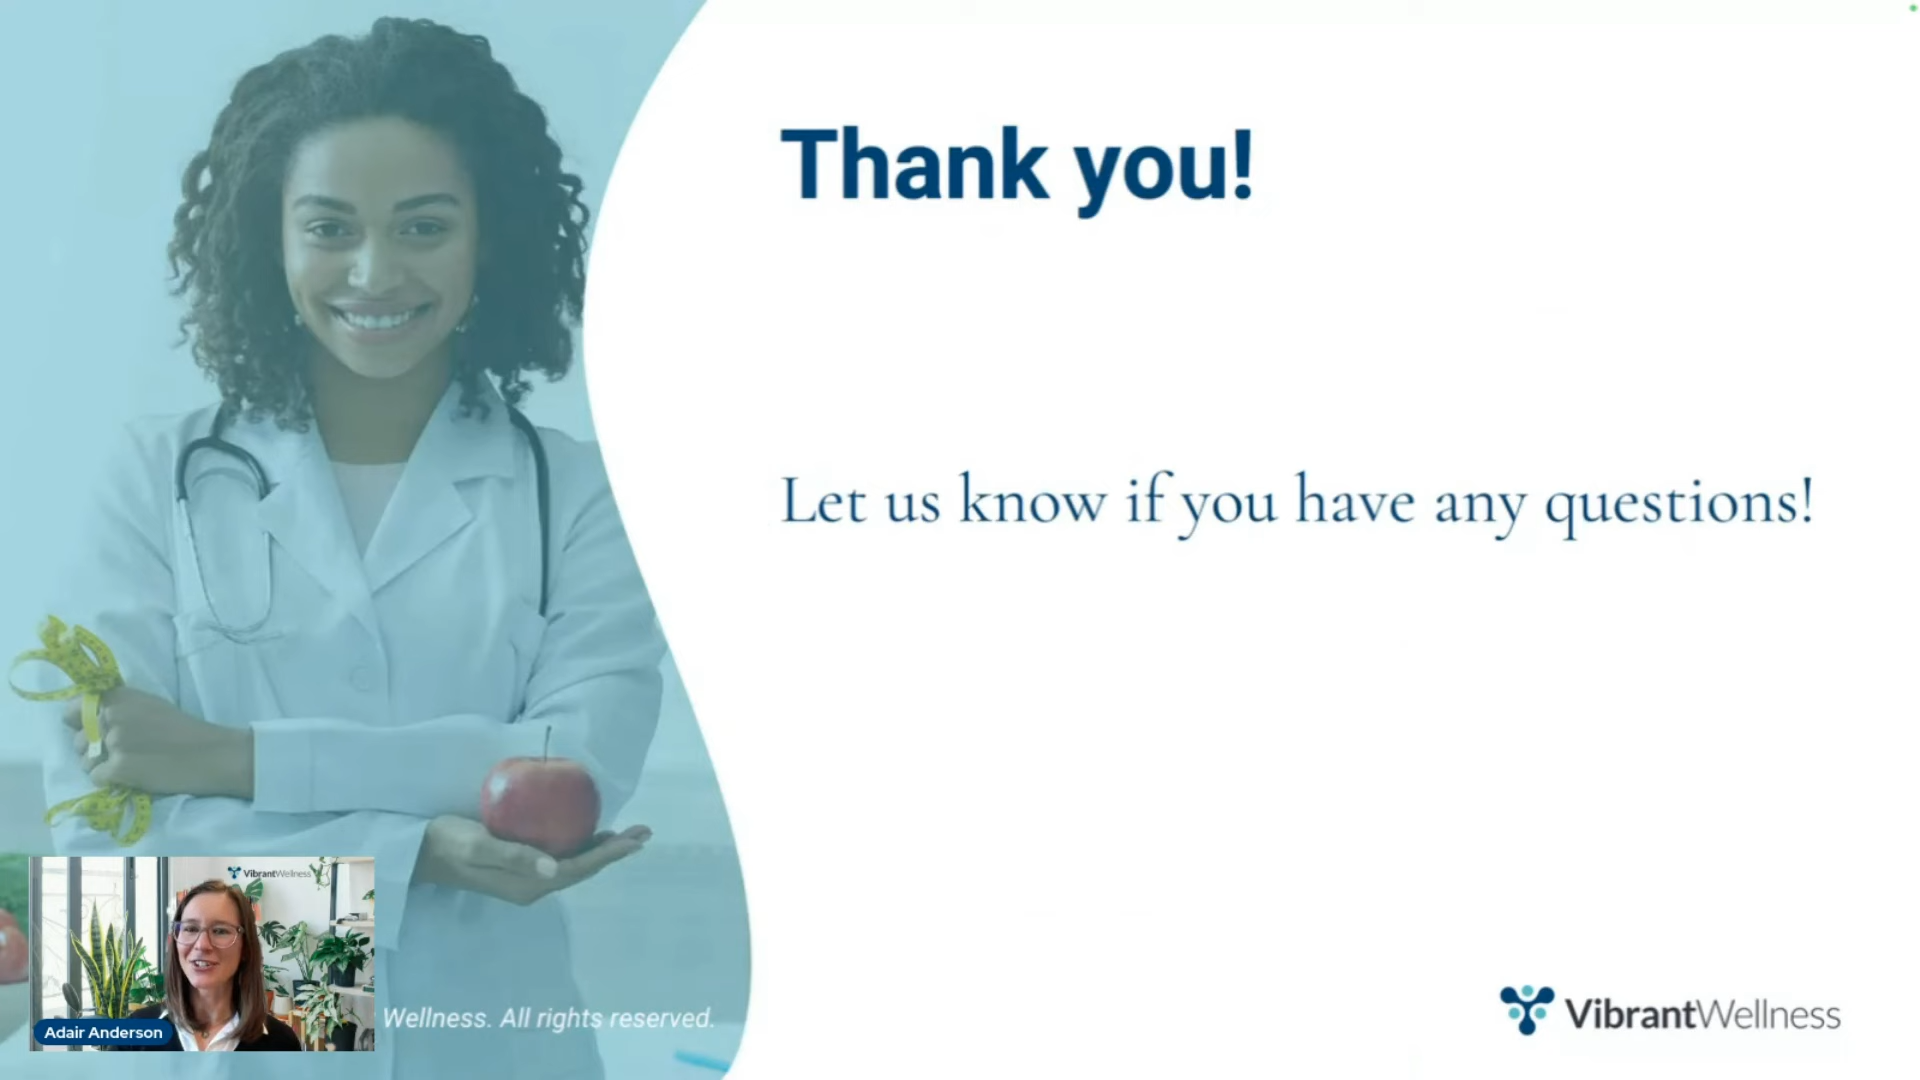 Thank you!
Let us know if you have any questions!
VibrantWellness
Adair Anderson
Wellness. All rights reserved.
VibrantWellness